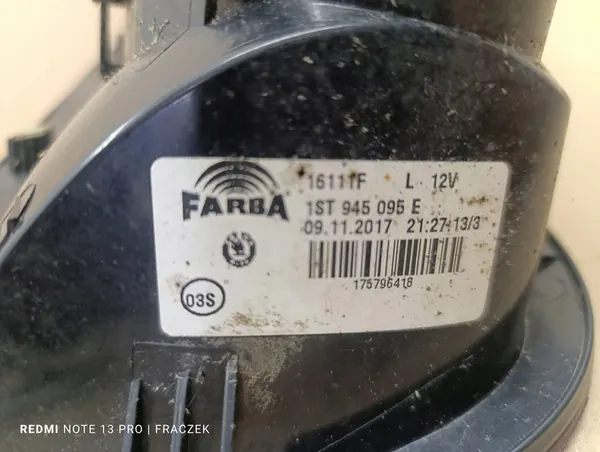 FARBA
16111F L 12V
1ST 945 095 E
09.11.2017 21:27:13/3
175796418
03S
REDMI NOTE 13 PRO | FRACZEK